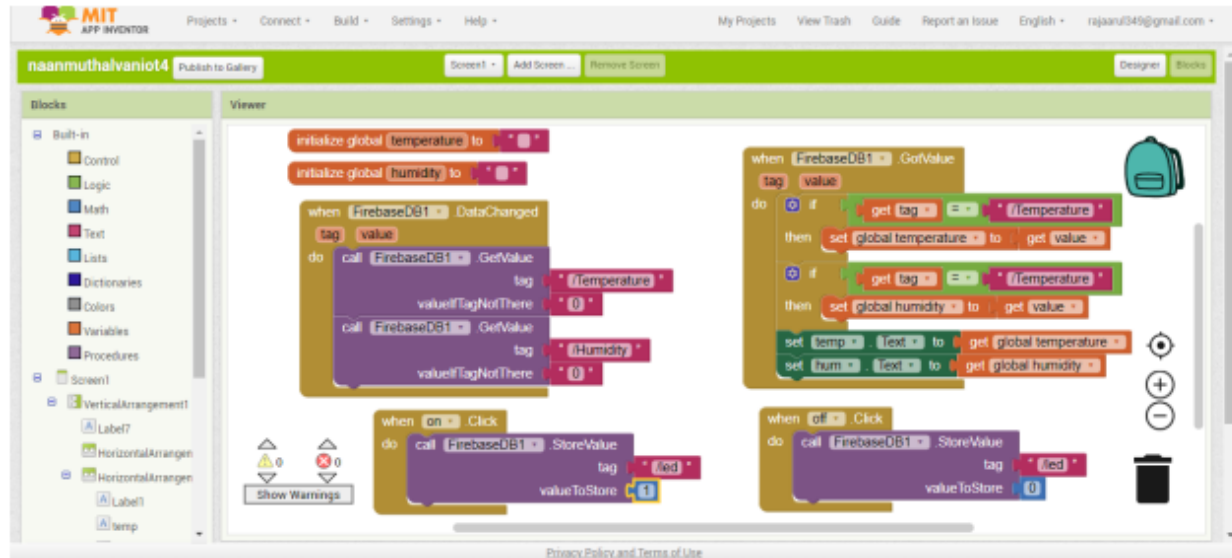 MIT
APP INVENTOR
Projects Connect Build Settings Help My Projects View Trash Guide Report an Issue English rajaarul349@gmail.com
naanmuthalvaniot4 Publish to Gallery Screen1 Add Screen ... Remove Screen Designer Blocks
Blocks
Built-in
Control
Logic
Math
Text
Lists
Dictionaries
Colors
Variables
Procedures
Screen1
VerticalArrangement1
Label7
HorizontalArrangen
HorizontalArrangen
Label1
temp
Viewer
initialize global temperature to " "
initialize global humidity to " "
when FirebaseDB1 .DataChanged
tag value
do call FirebaseDB1 .GetValue
tag " /Temperature "
valueIfTagNotThere " 0 "
call FirebaseDB1 .GetValue
tag " /Humidity "
valueIfTagNotThere " 0 "
when on .Click
do call FirebaseDB1 .StoreValue
tag " /led "
valueToStore 1
when FirebaseDB1 .GotValue
tag value
do if get tag = " /Temperature "
then set global temperature to get value
if get tag = " /Temperature "
then set global humidity to get value
set temp . Text to get global temperature
set hum . Text to get global humidity
when off .Click
do call FirebaseDB1 .StoreValue
tag " /led "
valueToStore 0
0 0
Show Warnings
Privacy Policy and Terms of Use